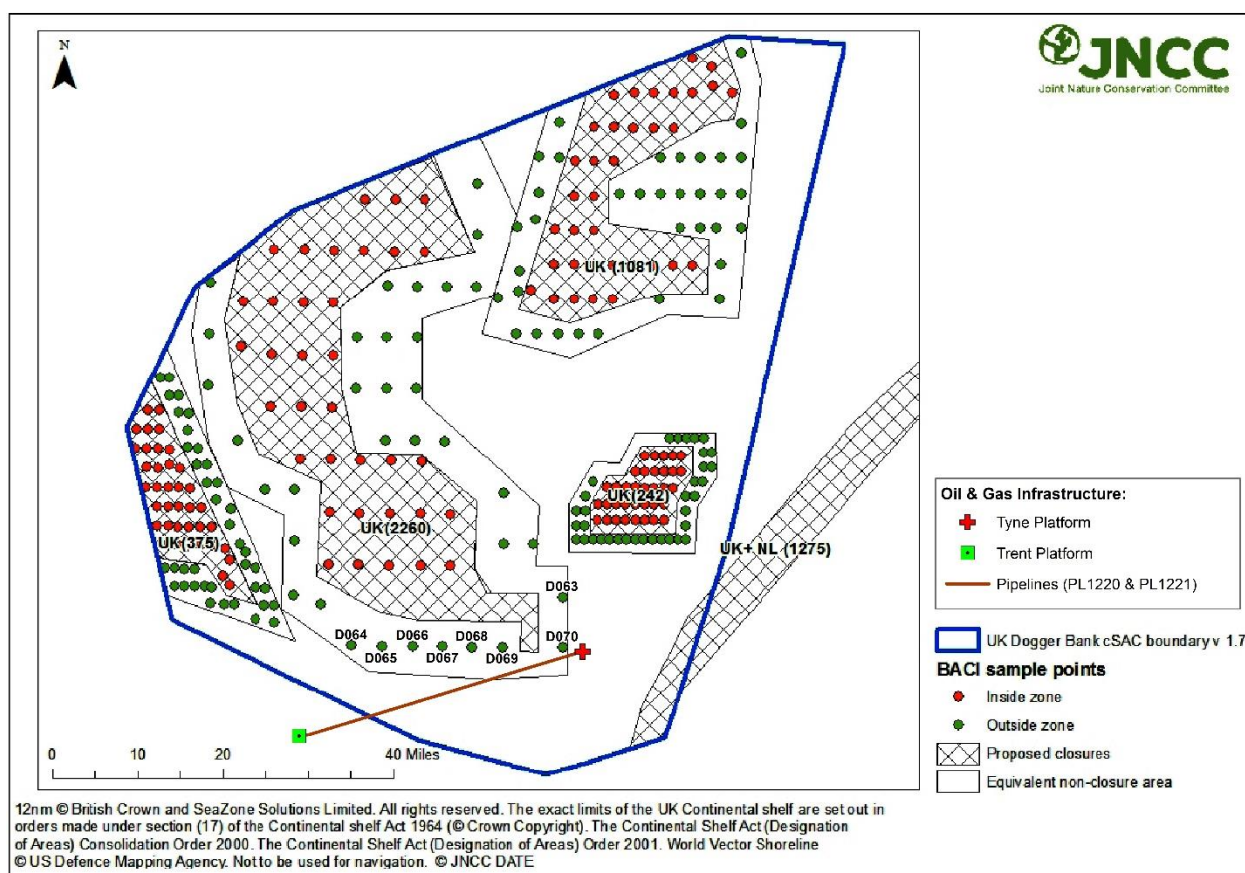 N
JNCC
Joint Nature Conservation Committee
UK (1081)
UK(242)
UK(2260)
UK(375)
UK+ NL (1275)
D063
D064
D066
D068
D070
D065
D067
D069
0
10
20
40 Miles
Oil & Gas Infrastructure:
Tyne Platform
Trent Platform
Pipelines (PL1220 & PL1221)
UK Dogger Bank cSAC boundary v 1.7
BACI sample points
Inside zone
Outside zone
Proposed closures
Equivalent non-closure area
12nm © British Crown and SeaZone Solutions Limited. All rights reserved. The exact limits of the UK Continental shelf are set out in
orders made under section (17) of the Continental shelf Act 1964 (© Crown Copyright). The Continental Shelf Act (Designation
of Areas) Consolidation Order 2000. The Continental Shelf Act (Designation of Areas) Order 2001. World Vector Shoreline
© US Defence Mapping Agency. Not to be used for navigation. © JNCC DATE